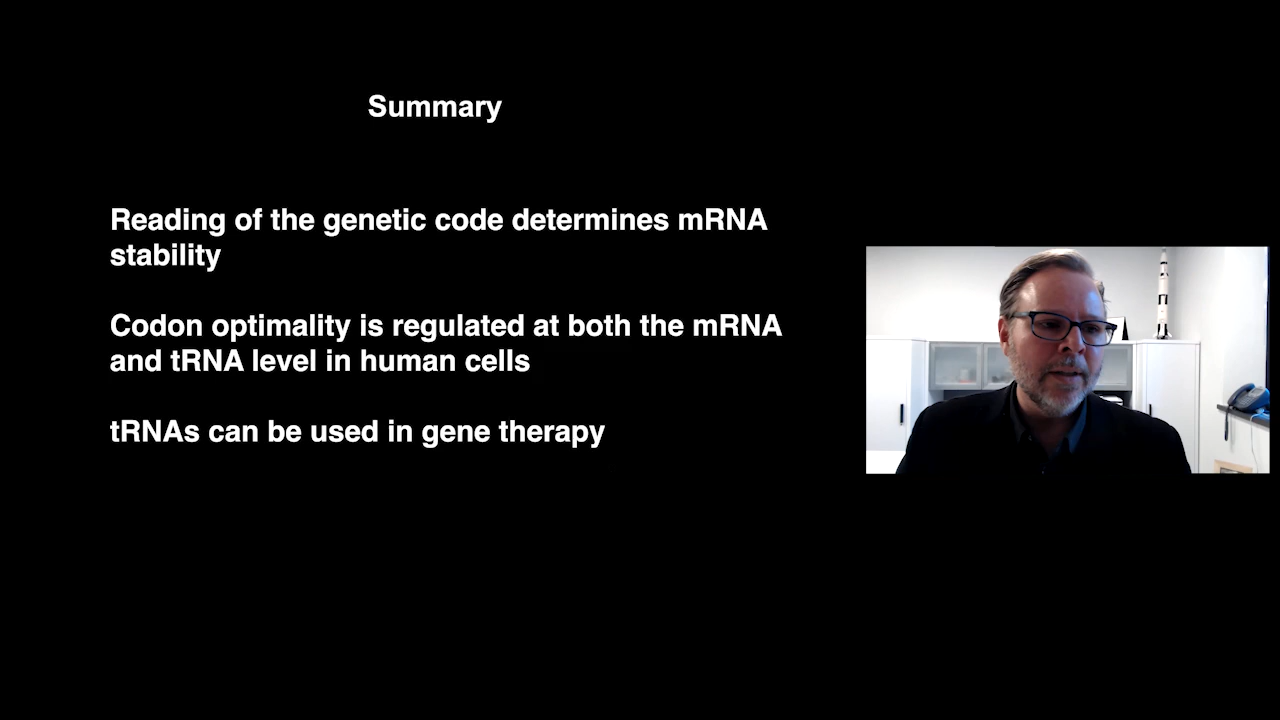 Summary
Reading of the genetic code determines mRNA
stability
Codon optimality is regulated at both the mRNA
and tRNA level in human cells
tRNAs can be used in gene therapy